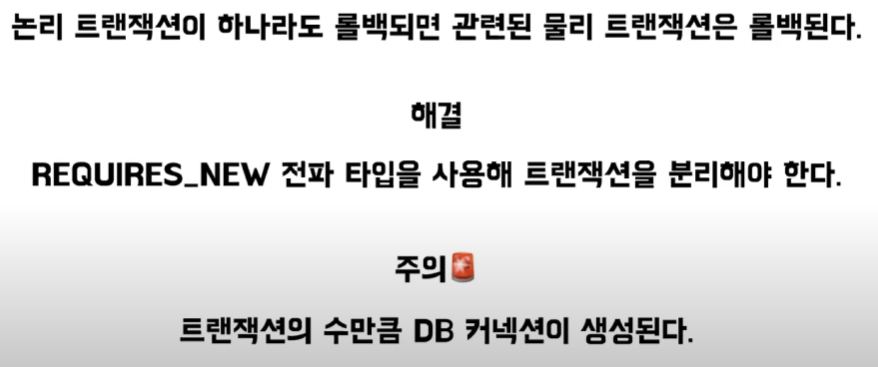 논리 트랜잭션이 하나라도 롤백되면 관련된 물리 트랜잭션은 롤백된다.
해결
REQUIRES_NEW 전파 타입을 사용해 트랜잭션을 분리해야 한다.
주의🚨
트랜잭션의 수만큼 DB 커넥션이 생성된다.